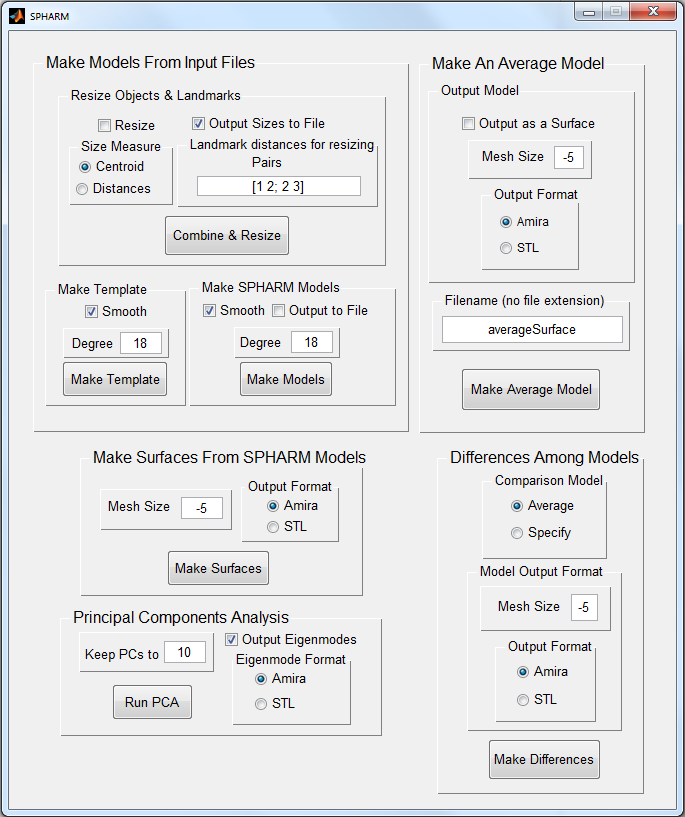 SPHARM
Make Models From Input Files
Resize Objects & Landmarks
Resize
Output Sizes to File
Size Measure
Centroid
Distances
Landmark distances for resizing
Pairs
[1 2; 2 3]
Combine & Resize
Make Template
Smooth
Degree 18
Make Template
Make SPHARM Models
Smooth Output to File
Degree 18
Make Models
Make An Average Model
Output Model
Output as a Surface
Mesh Size -5
Output Format
Amira
STL
Filename (no file extension)
averageSurface
Make Average Model
Make Surfaces From SPHARM Models
Mesh Size -5
Output Format
Amira
STL
Make Surfaces
Principal Components Analysis
Keep PCs to 10
Output Eigenmodes
Eigenmode Format
Amira
STL
Run PCA
Differences Among Models
Comparison Model
Average
Specify
Model Output Format
Mesh Size -5
Output Format
Amira
STL
Make Differences